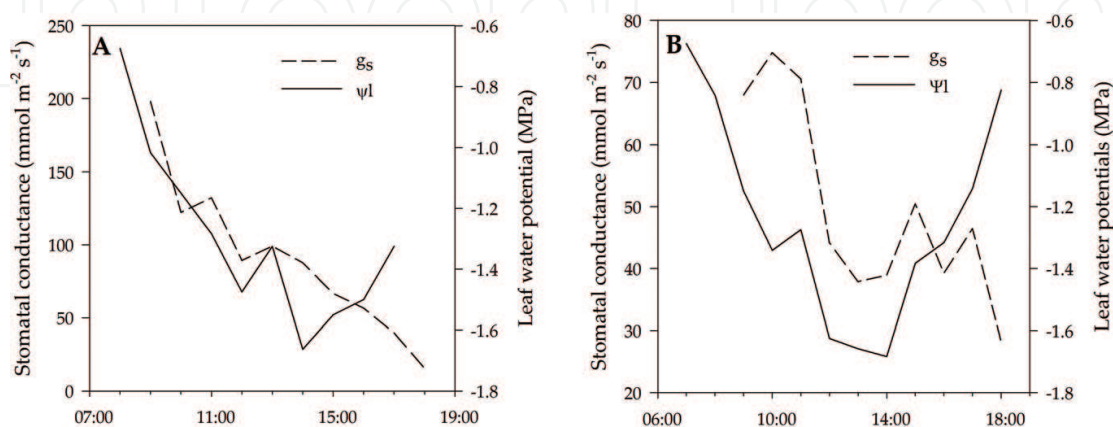 A
gs
ψl
Stomatal conductance (mmol m-2 s-1)
250
200
150
100
50
0
-0.6
-0.8
-1.0
-1.2
-1.4
-1.6
-1.8
Leaf water potential (MPa)
07:00 11:00 15:00 19:00
B
gs
Ψl
Stomatal conductance (mmol m-2 s-1)
80
70
60
50
40
30
20
-0.6
-0.8
-1.0
-1.2
-1.4
-1.6
-1.8
Leaf water potentials (MPa)
06:00 10:00 14:00 18:00